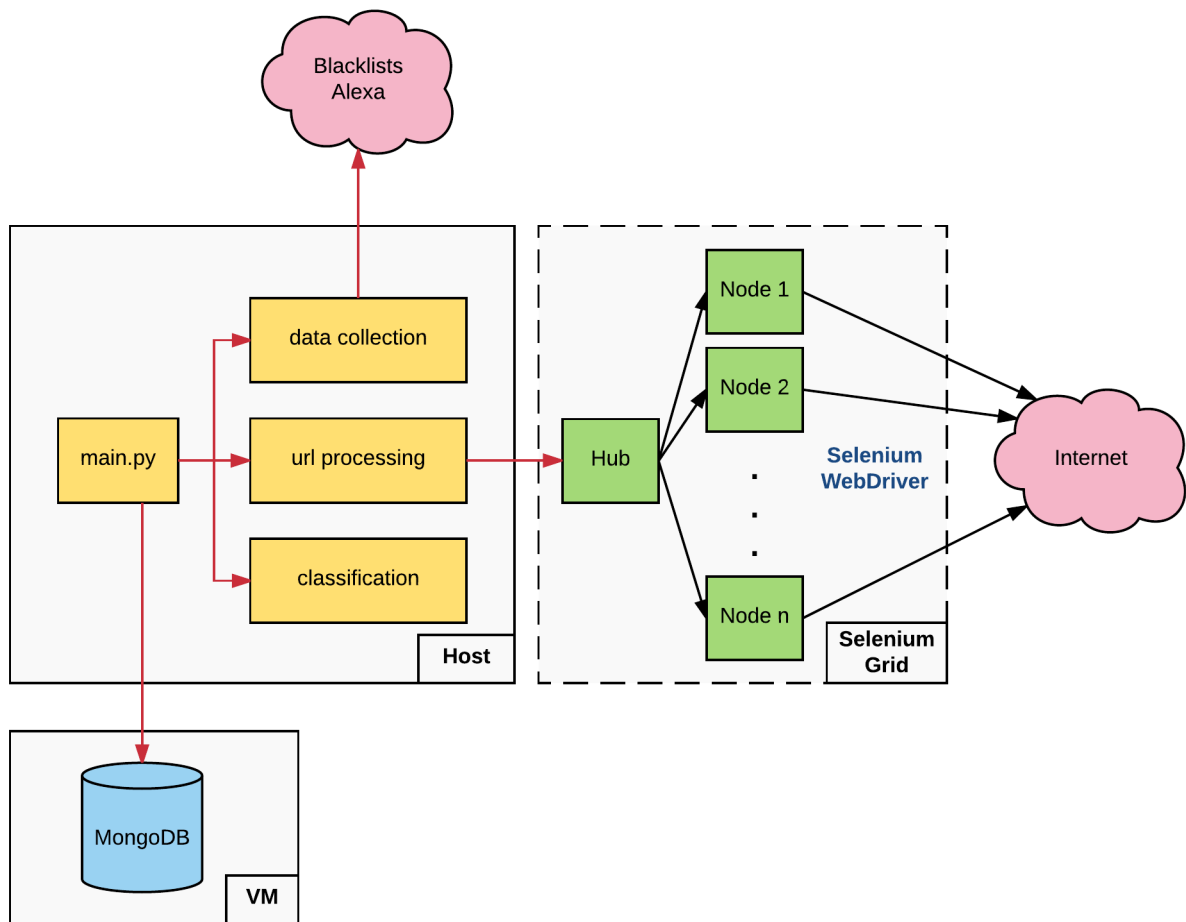 Blacklists
Alexa
data collection
main.py
url processing
classification
Host
Hub
Node 1
Node 2
.
.
.
Node n
Selenium
WebDriver
Selenium
Grid
Internet
MongoDB
VM